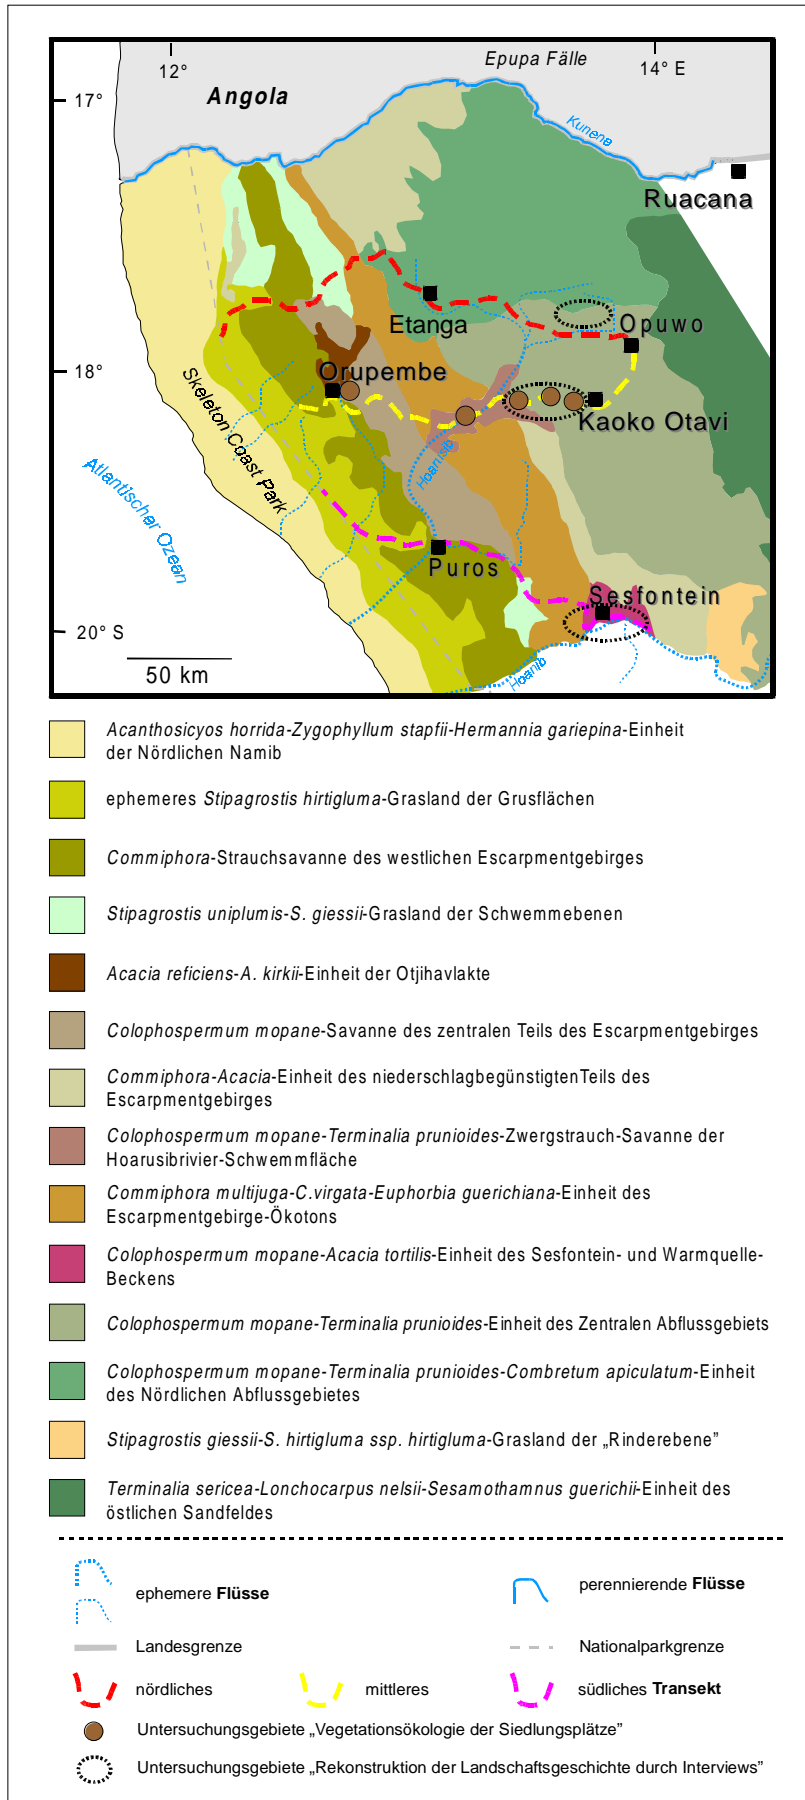 12°
Epupa Fälle
14° E
17°
Angola
Kunene
Ruacana
Etanga
Opuwo
18°
Orupembe
Kaoko Otavi
Skeleton Coast Park
Hoanisib
Atlantischer Ozean
Puros
Sesfontein
20° S
50 km
Hoanib
Acanthosicyos horrida-Zygophyllum stapfii-Hermannia gariepina-Einheit
der Nördlichen Namib
ephemeres Stipagrostis hirtigluma-Grasland der Grusflächen
Commiphora-Strauchsavanne des westlichen Escarpmentgebirges
Stipagrostis uniplumis-S. giessii-Grasland der Schwemmebenen
Acacia reficiens-A. kirkii-Einheit der Otjihavlakte
Colophospermum mopane-Savanne des zentralen Teils des Escarpmentgebirges
Commiphora-Acacia-Einheit des niederschlagbegünstigtenTeils des
Escarpmentgebirges
Colophospermum mopane-Terminalia prunioides-Zwergstrauch-Savanne der
Hoarusibrivier-Schwemmfläche
Commiphora multijuga-C.virgata-Euphorbia guerichiana-Einheit des
Escarpmentgebirge-Ökotons
Colophospermum mopane-Acacia tortilis-Einheit des Sesfontein- und Warmquelle-
Beckens
Colophospermum mopane-Terminalia prunioides-Einheit des Zentralen Abflussgebiets
Colophospermum mopane-Terminalia prunioides-Combretum apiculatum-Einheit
des Nördlichen Abflussgebietes
Stipagrostis giessii-S. hirtigluma ssp. hirtigluma-Grasland der „Rinderebene”
Terminalia sericea-Lonchocarpus nelsii-Sesamothamnus guerichii-Einheit des
östlichen Sandfeldes
ephemere Flüsse
perennierende Flüsse
Landesgrenze
Nationalparkgrenze
nördliches
mittleres
südliches Transekt
Untersuchungsgebiete „Vegetationsökologie der Siedlungsplätze”
Untersuchungsgebiete „Rekonstruktion der Landschaftsgeschichte durch Interviews”